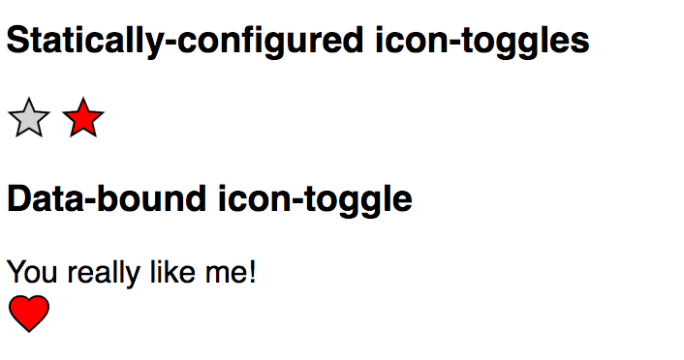 Statically-configured icon-toggles
Data-bound icon-toggle
You really like me!